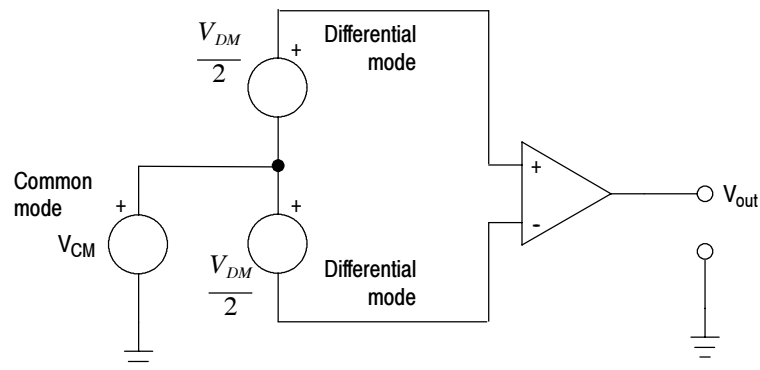 V_DM
2
+
Differential
mode
Common
mode
+
V_CM
+
V_DM
2
Differential
mode
+
-
V_out